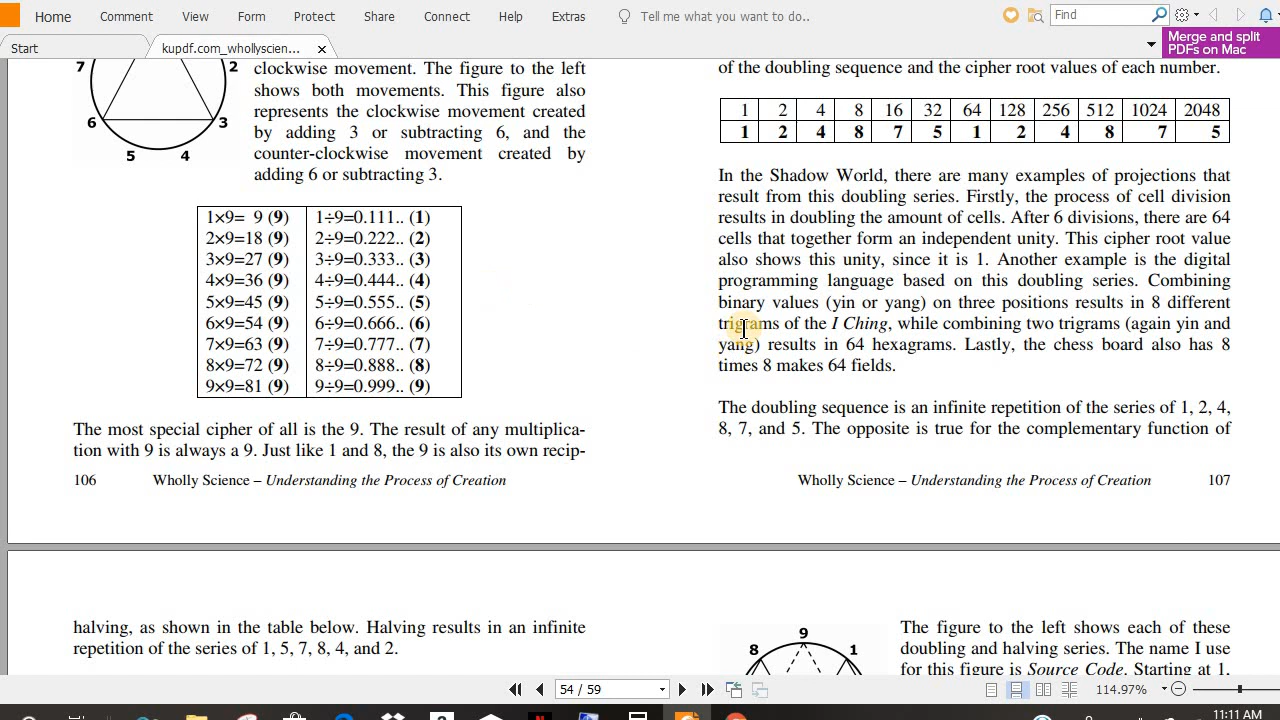 Home Comment View Form Protect Share Connect Help Extras Tell me what you want to do.. Find
Start kupdf.com_whollyscien... × Merge and split
PDFs on Mac
7 2
6 3
5 4
clockwise movement. The figure to the left
shows both movements. This figure also
represents the clockwise movement created
by adding 3 or subtracting 6, and the
counter-clockwise movement created by
adding 6 or subtracting 3.
1×9= 9 (9) 1÷9=0.111.. (1)
2×9=18 (9) 2÷9=0.222.. (2)
3×9=27 (9) 3÷9=0.333.. (3)
4×9=36 (9) 4÷9=0.444.. (4)
5×9=45 (9) 5÷9=0.555.. (5)
6×9=54 (9) 6÷9=0.666.. (6)
7×9=63 (9) 7÷9=0.777.. (7)
8×9=72 (9) 8÷9=0.888.. (8)
9×9=81 (9) 9÷9=0.999.. (9)
The most special cipher of all is the 9. The result of any multiplica-
tion with 9 is always a 9. Just like 1 and 8, the 9 is also its own recip-
106 Wholly Science – Understanding the Process of Creation
of the doubling sequence and the cipher root values of each number.
1 2 4 8 16 32 64 128 256 512 1024 2048
1 2 4 8 7 5 1 2 4 8 7 5
In the Shadow World, there are many examples of projections that
result from this doubling series. Firstly, the process of cell division
results in doubling the amount of cells. After 6 divisions, there are 64
cells that together form an independent unity. This cipher root value
also shows this unity, since it is 1. Another example is the digital
programming language based on this doubling series. Combining
binary values (yin or yang) on three positions results in 8 different
trigrams of the I Ching, while combining two trigrams (again yin and
yang) results in 64 hexagrams. Lastly, the chess board also has 8
times 8 makes 64 fields.
The doubling sequence is an infinite repetition of the series of 1, 2, 4,
8, 7, and 5. The opposite is true for the complementary function of
Wholly Science – Understanding the Process of Creation 107
halving, as shown in the table below. Halving results in an infinite
repetition of the series of 1, 5, 7, 8, 4, and 2.
9
8 1
The figure to the left shows each of these
doubling and halving series. The name I use
for this figure is Source Code. Starting at 1,
54 / 59 114.97%
11:11 AM